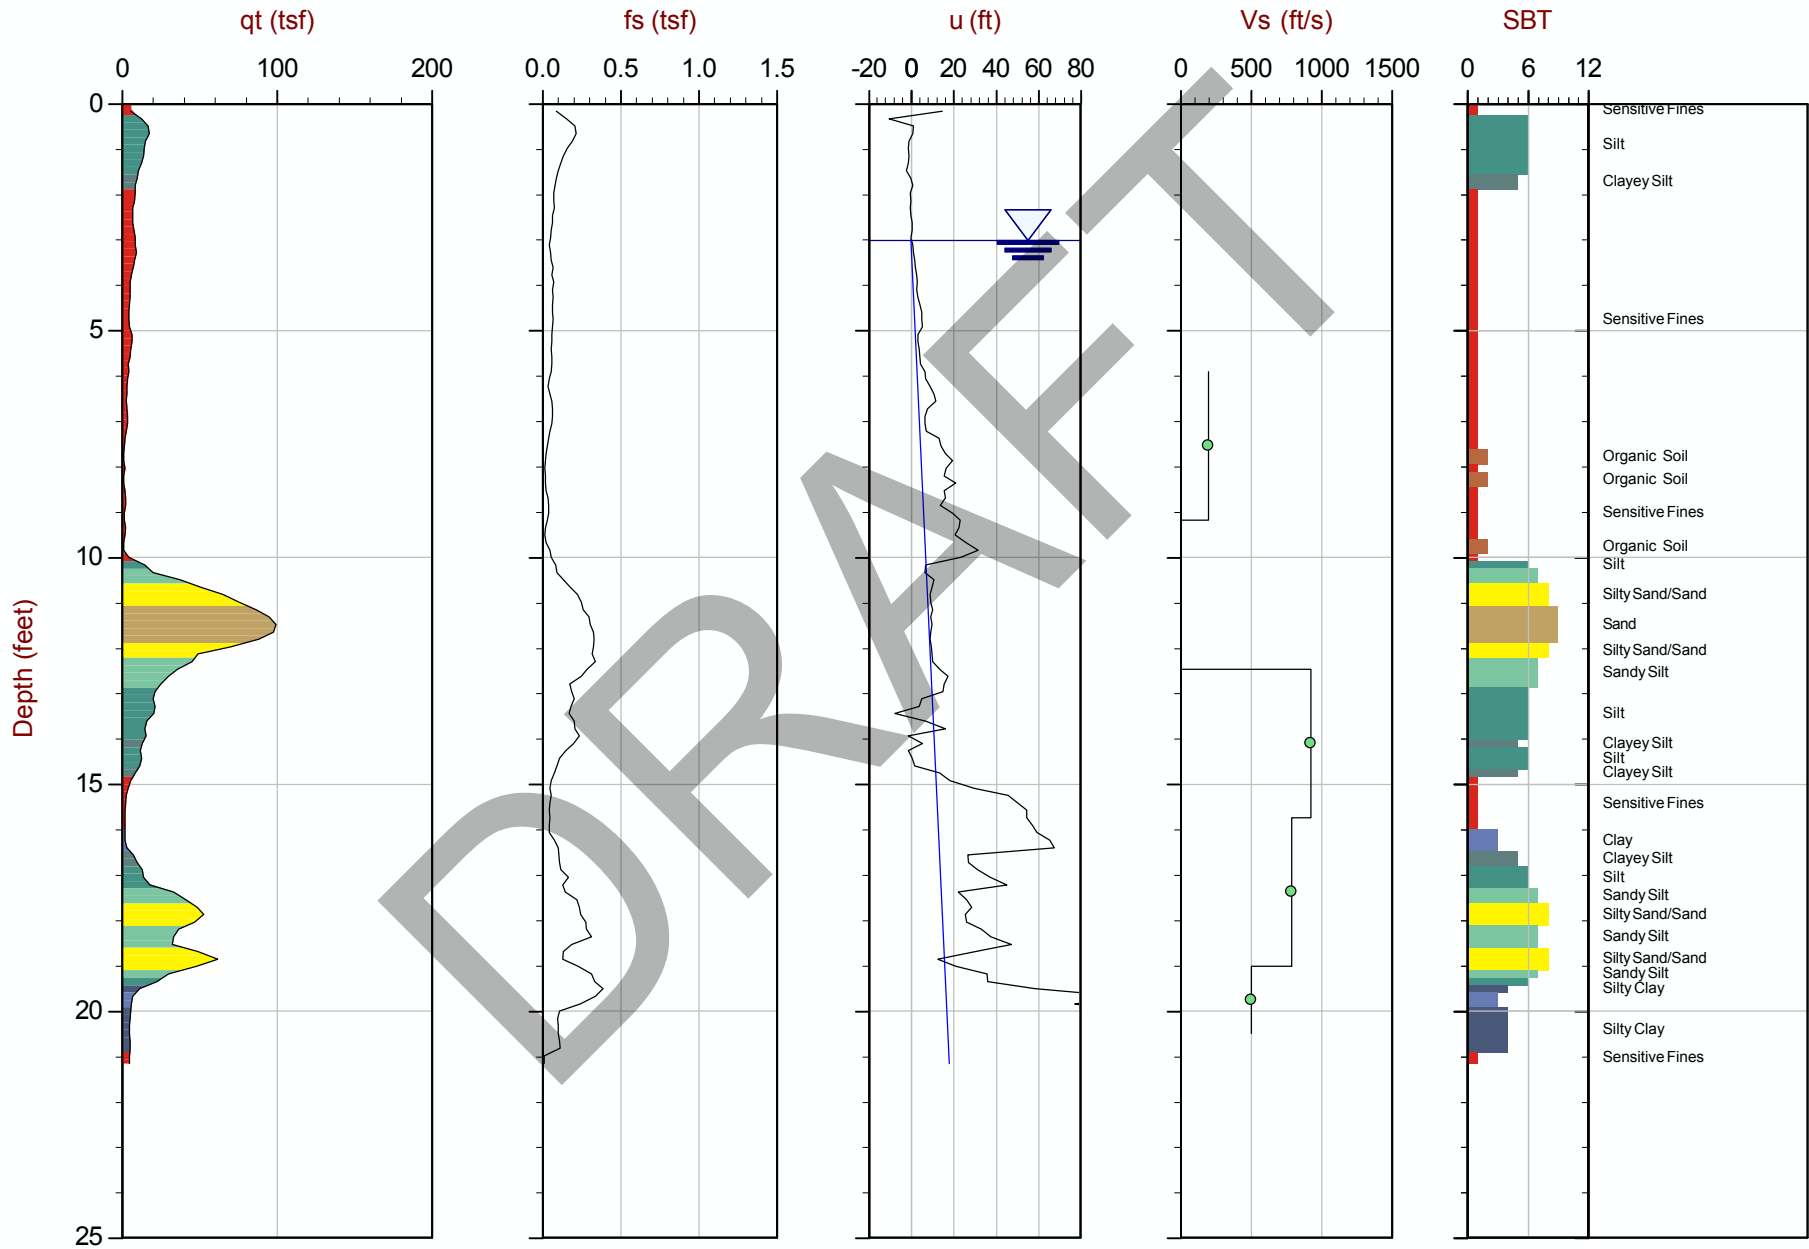 qt (tsf) fs (tsf) u (ft) Vs (ft/s) SBT
0 100 200 0.0 0.5 1.0 1.5 -20 0 20 40 60 80 0 500 1000 1500 0 6 12
0
5
10
15
20
25
Depth (feet)
Sensitive Fines
Silt
Clayey Silt
Sensitive Fines
Organic Soil
Organic Soil
Sensitive Fines
Organic Soil
Silt
Silty Sand/Sand
Sand
Silty Sand/Sand
Sandy Silt
Silt
Clayey Silt
Silt
Clayey Silt
Sensitive Fines
Clay
Clayey Silt
Silt
Sandy Silt
Silty Sand/Sand
Sandy Silt
Silty Sand/Sand
Sandy Silt
Silty Clay
Silty Clay
Sensitive Fines
DRAFT